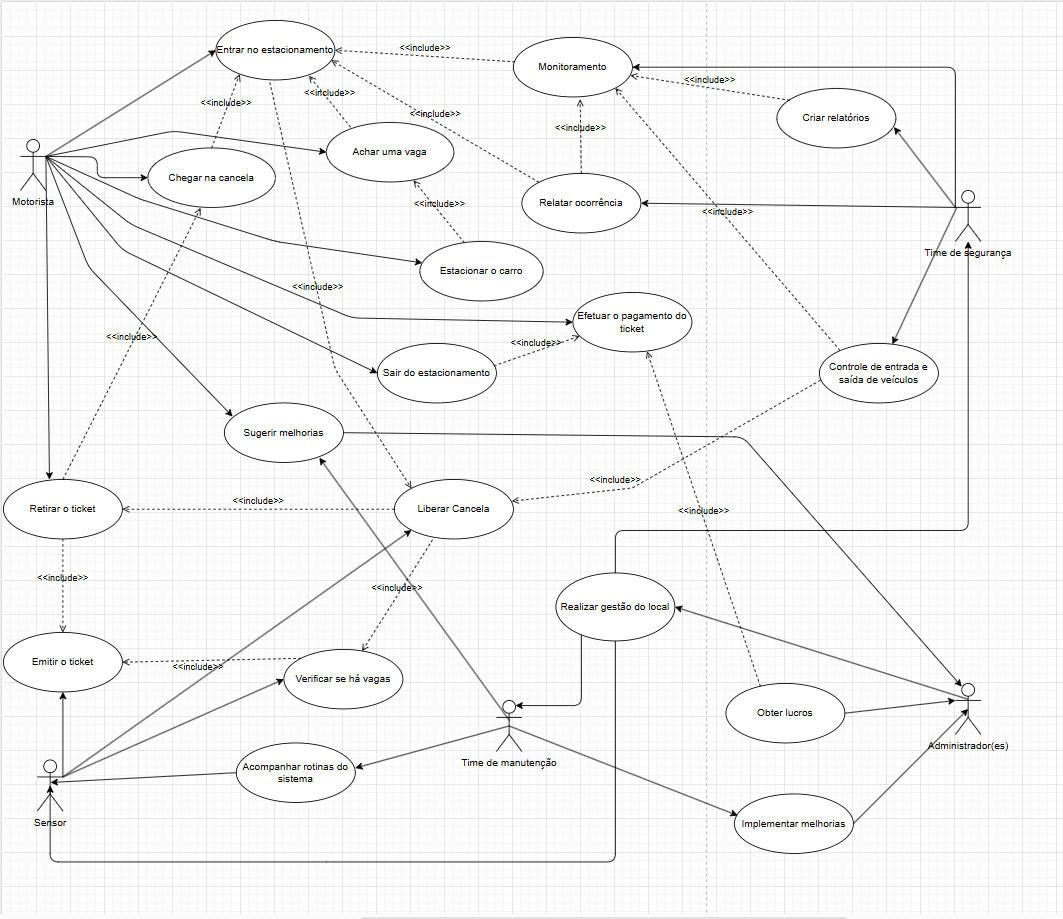 Entrar no estacionamento
<<include>>
Monitoramento
<<include>>
<<include>>
<<include>>
<<include>>
Criar relatórios
<<include>>
Achar uma vaga
Chegar na cancela
Motorista
Relatar ocorrência
<<include>>
<<include>>
Time de segurança
Estacionar o carro
<<include>>
Efetuar o pagamento do
ticket
<<include>>
<<include>>
Sair do estacionamento
Controle de entrada e
saída de veículos
Sugerir melhorias
<<include>>
<<include>>
Retirar o ticket
Liberar Cancela
<<include>>
<<include>>
<<include>>
Realizar gestão do local
Emitir o ticket
<<include>>
Verificar se há vagas
Obter lucros
Administrador(es)
Time de manutenção
Acompanhar rotinas do
sistema
Sensor
Implementar melhorias